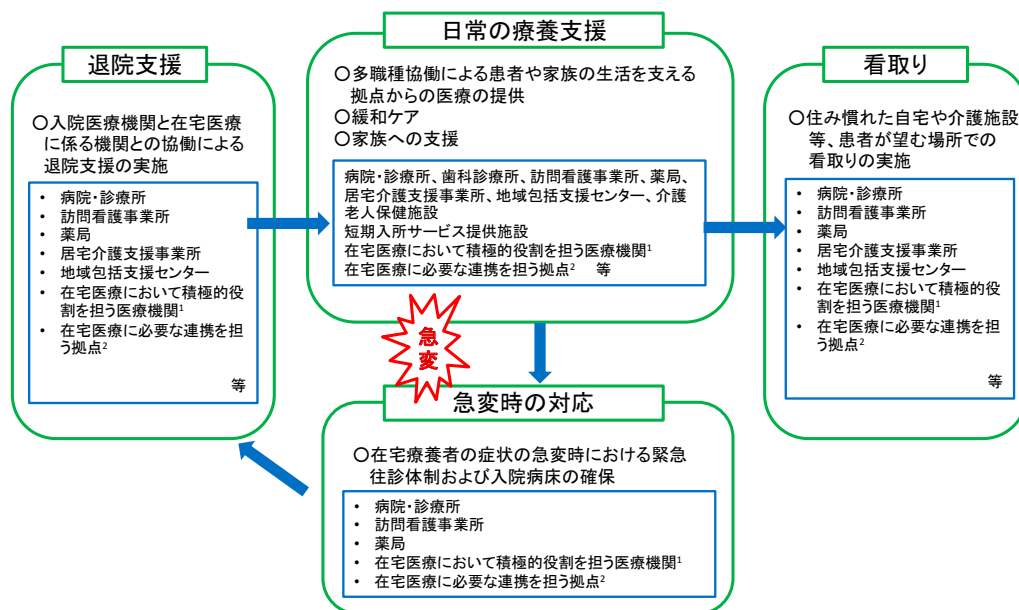 退院支援
〇入院医療機関と在宅医療
に係る機関との協働による
退院支援の実施
• 病院・診療所
• 訪問看護事業所
• 薬局
• 居宅介護支援事業所
• 地域包括支援センター
• 在宅医療において積極的役
割を担う医療機関¹
• 在宅医療に必要な連携を担
う拠点²
等
日常の療養支援
〇多職種協働による患者や家族の生活を支える
拠点からの医療の提供
〇緩和ケア
〇家族への支援
病院・診療所、歯科診療所、訪問看護事業所、薬局、
居宅介護支援事業所、地域包括支援センター、介護
老人保健施設
短期入所サービス提供施設
在宅医療において積極的役割を担う医療機関¹
在宅医療に必要な連携を担う拠点² 等
急
変
急変時の対応
〇在宅療養者の症状の急変時における緊急
往診体制および入院病床の確保
• 病院・診療所
• 訪問看護事業所
• 薬局
• 在宅医療において積極的役割を担う医療機関¹
• 在宅医療に必要な連携を担う拠点²
看取り
〇住み慣れた自宅や介護施設
等、患者が望む場所での
看取りの実施
• 病院・診療所
• 訪問看護事業所
• 薬局
• 居宅介護支援事業所
• 地域包括支援センター
• 在宅医療において積極的役
割を担う医療機関¹
• 在宅医療に必要な連携を担
う拠点²
等